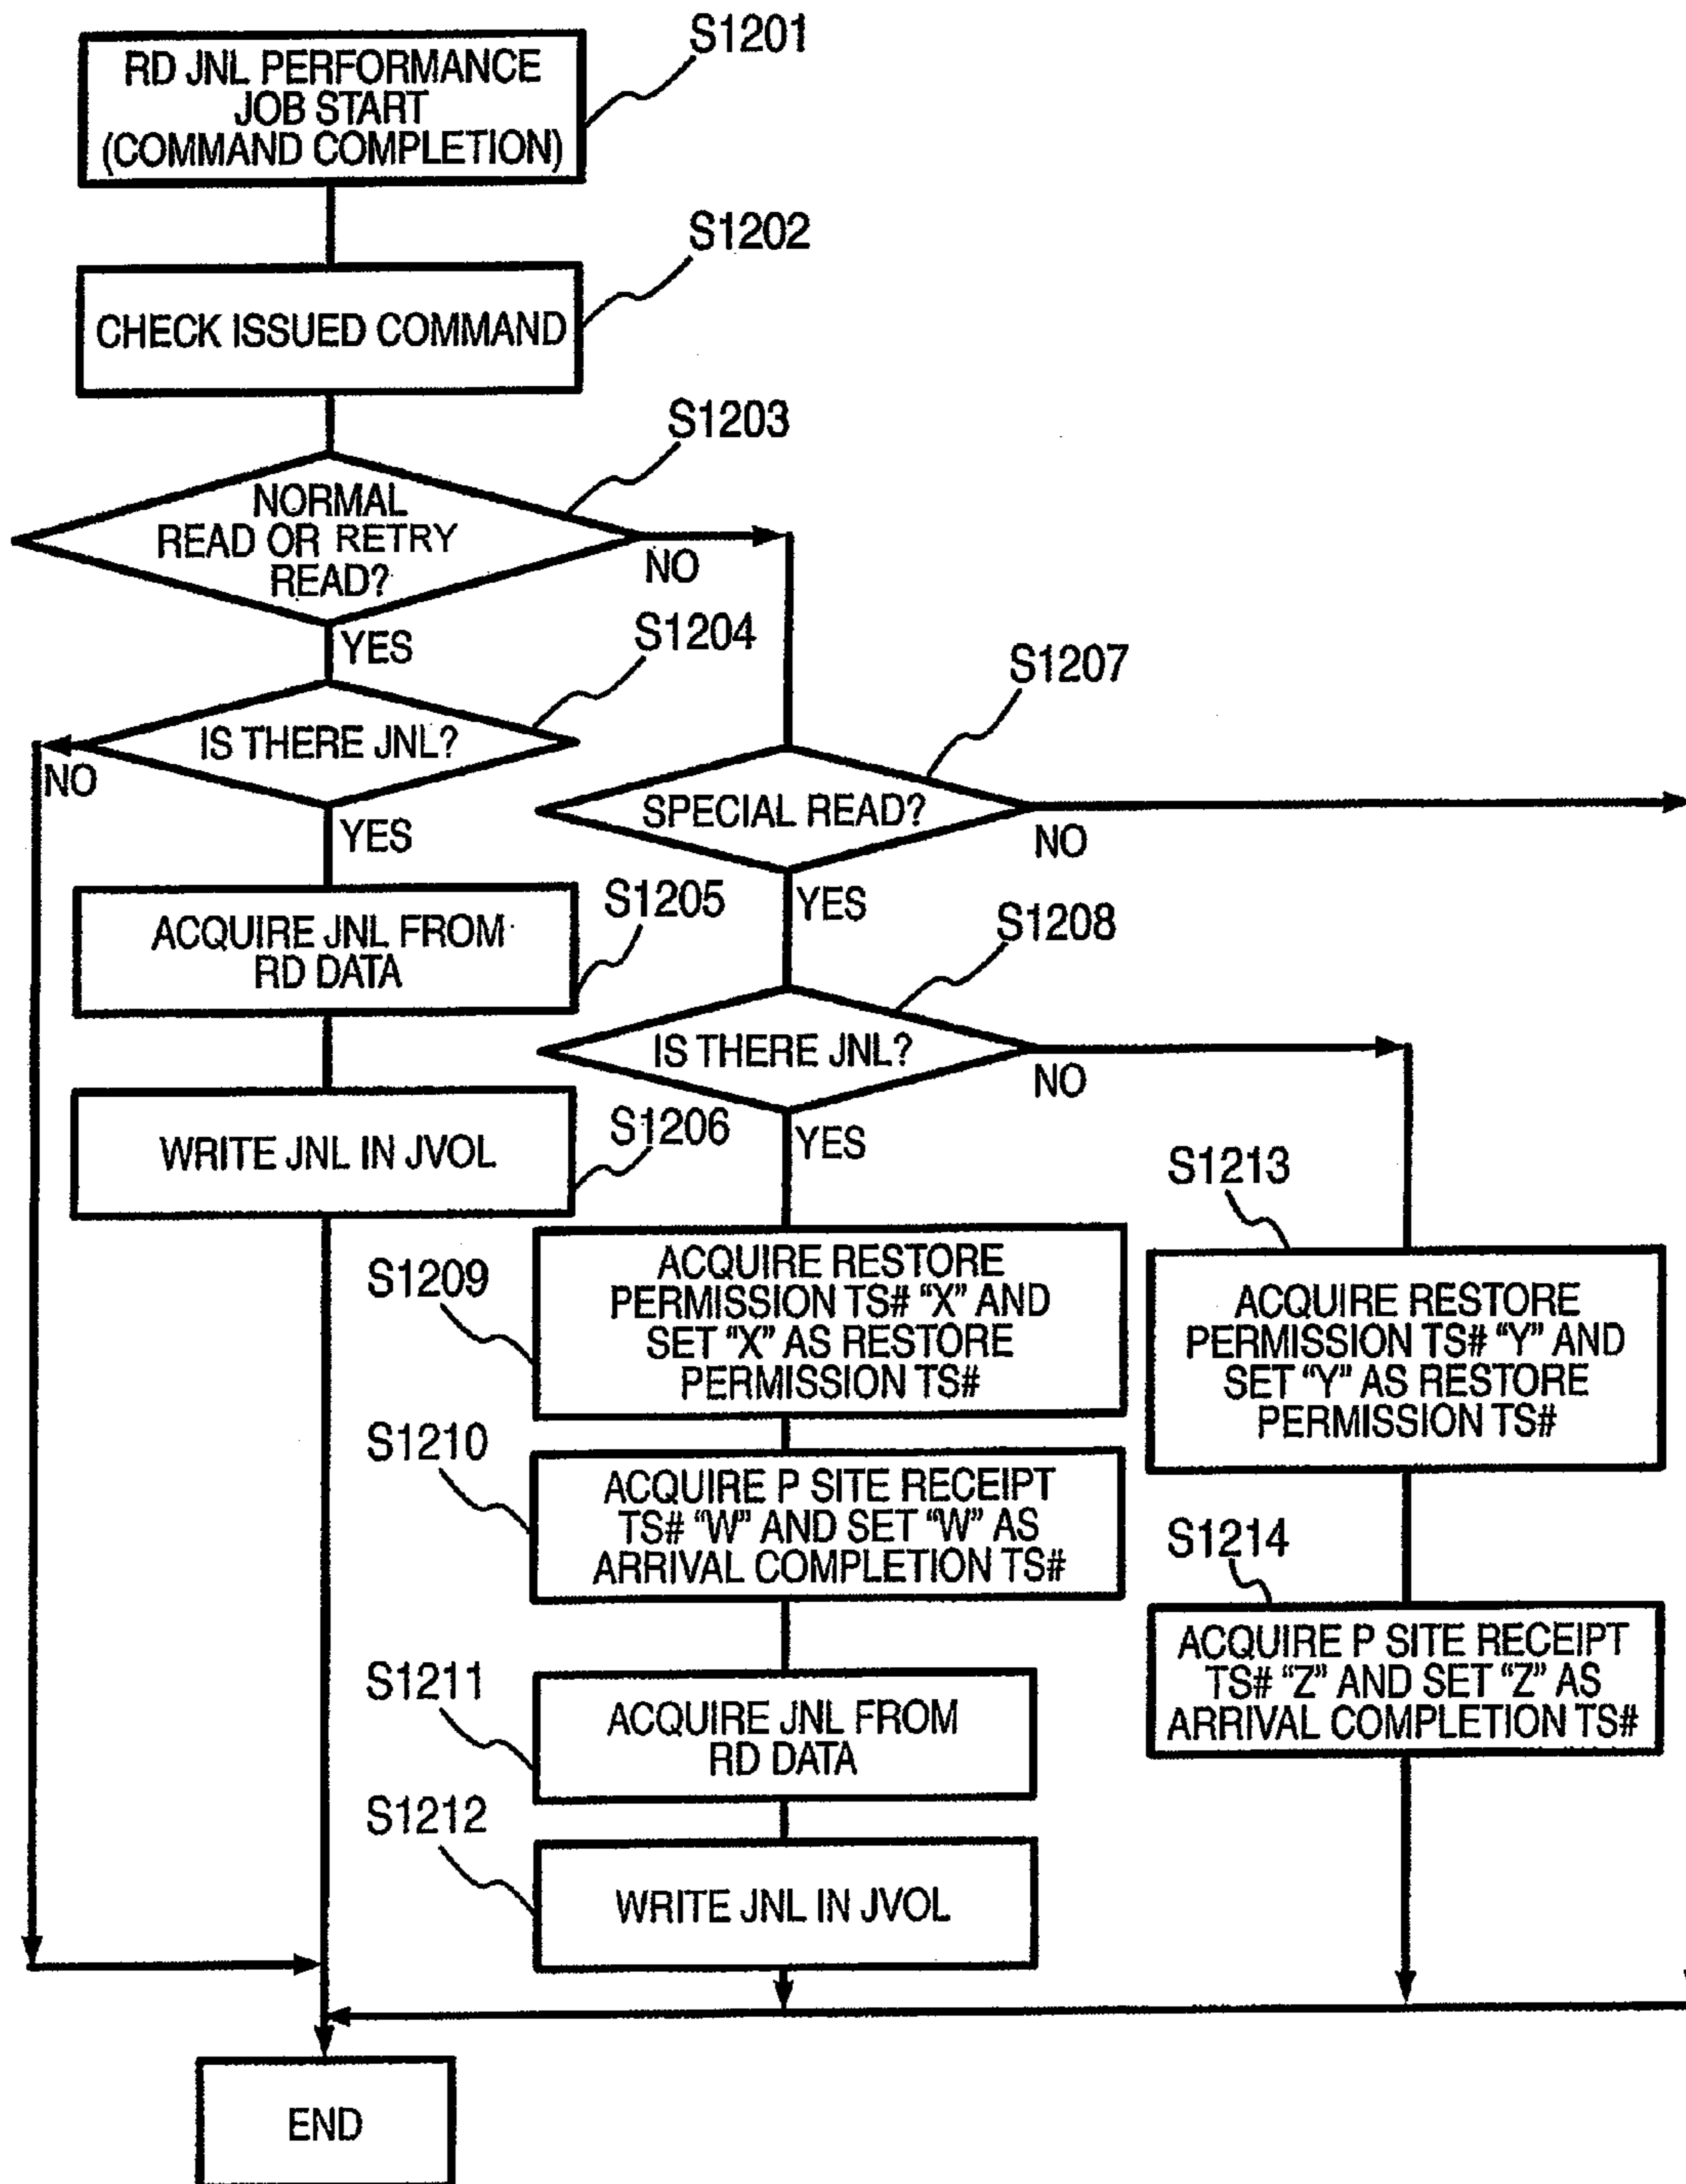 S1201
RD JNL PERFORMANCE
JOB START
(COMMAND COMPLETION)
S1202
CHECK ISSUED COMMAND
S1203
NORMAL
READ OR RETRY
READ?
NO
YES
S1204
IS THERE JNL?
NO
YES
S1207
SPECIAL READ?
NO
YES
S1205
ACQUIRE JNL FROM
RD DATA
S1208
IS THERE JNL?
NO
YES
S1206
WRITE JNL IN JVOL
S1209
ACQUIRE RESTORE
PERMISSION TS# “X” AND
SET “X” AS RESTORE
PERMISSION TS#
S1213
ACQUIRE RESTORE
PERMISSION TS# “Y” AND
SET “Y” AS RESTORE
PERMISSION TS#
S1210
ACQUIRE P SITE RECEIPT
TS# “W” AND SET “W” AS
ARRIVAL COMPLETION TS#
S1214
ACQUIRE P SITE RECEIPT
TS# “Z” AND SET “Z” AS
ARRIVAL COMPLETION TS#
S1211
ACQUIRE JNL FROM
RD DATA
S1212
WRITE JNL IN JVOL
END